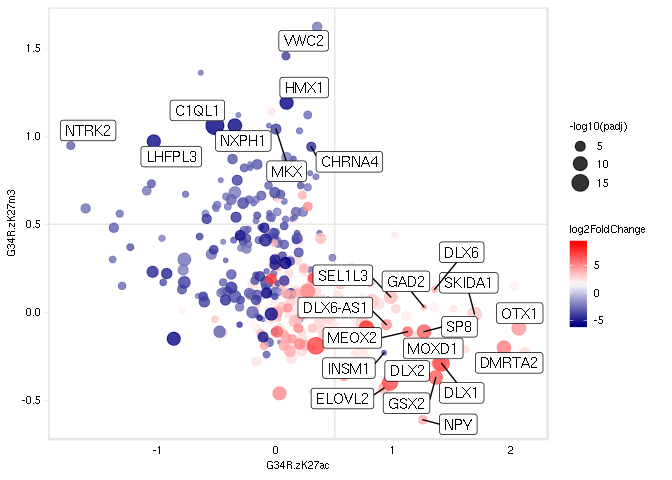 VWC2
1.5
HMX1
C1QL1
NTRK2
1.0
NXPH1
LHFPL3
CHRNA4
MKX
G34R.zK27m3
0.5
DLX6
SEL1L3
GAD2
SKIDA1
DLX6-AS1
OTX1
0.0
SP8
MEOX2
MOXD1
DMRTA2
INSM1
DLX2
DLX1
ELOVL2
GSX2
-0.5
NPY
-1
0
1
2
G34R.zK27ac
-log10(padj)
5
10
15
log2FoldChange
5
0
-5